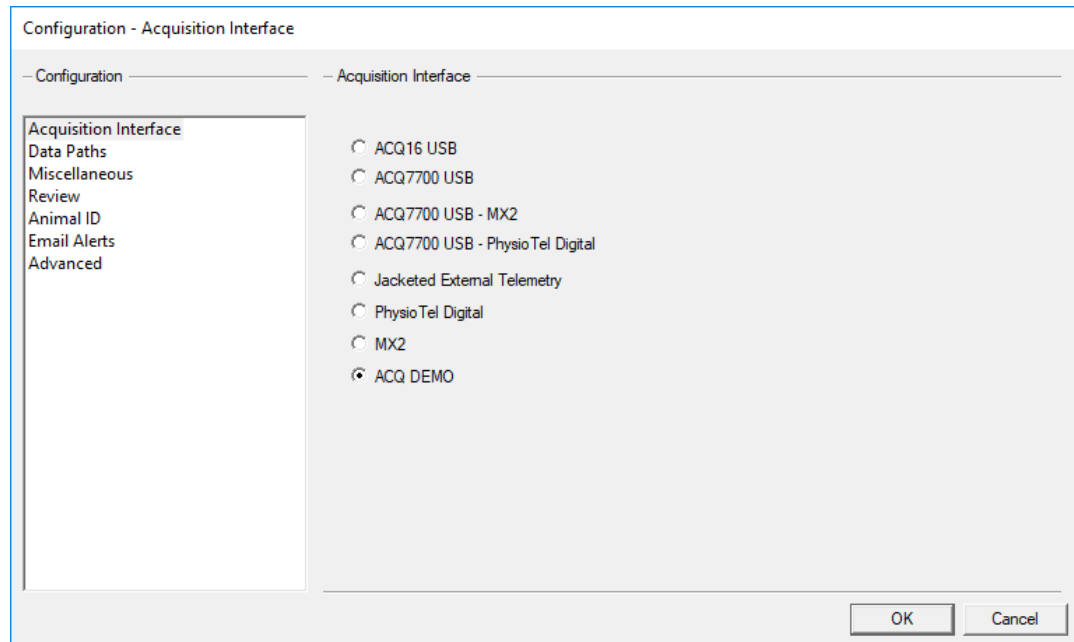 Configuration - Acquisition Interface
Configuration
Acquisition Interface
Data Paths
Miscellaneous
Review
Animal ID
Email Alerts
Advanced
Acquisition Interface
ACQ16 USB
ACQ7700 USB
ACQ7700 USB - MX2
ACQ7700 USB - PhysioTel Digital
Jacketed External Telemetry
PhysioTel Digital
MX2
ACQ DEMO
OK
Cancel